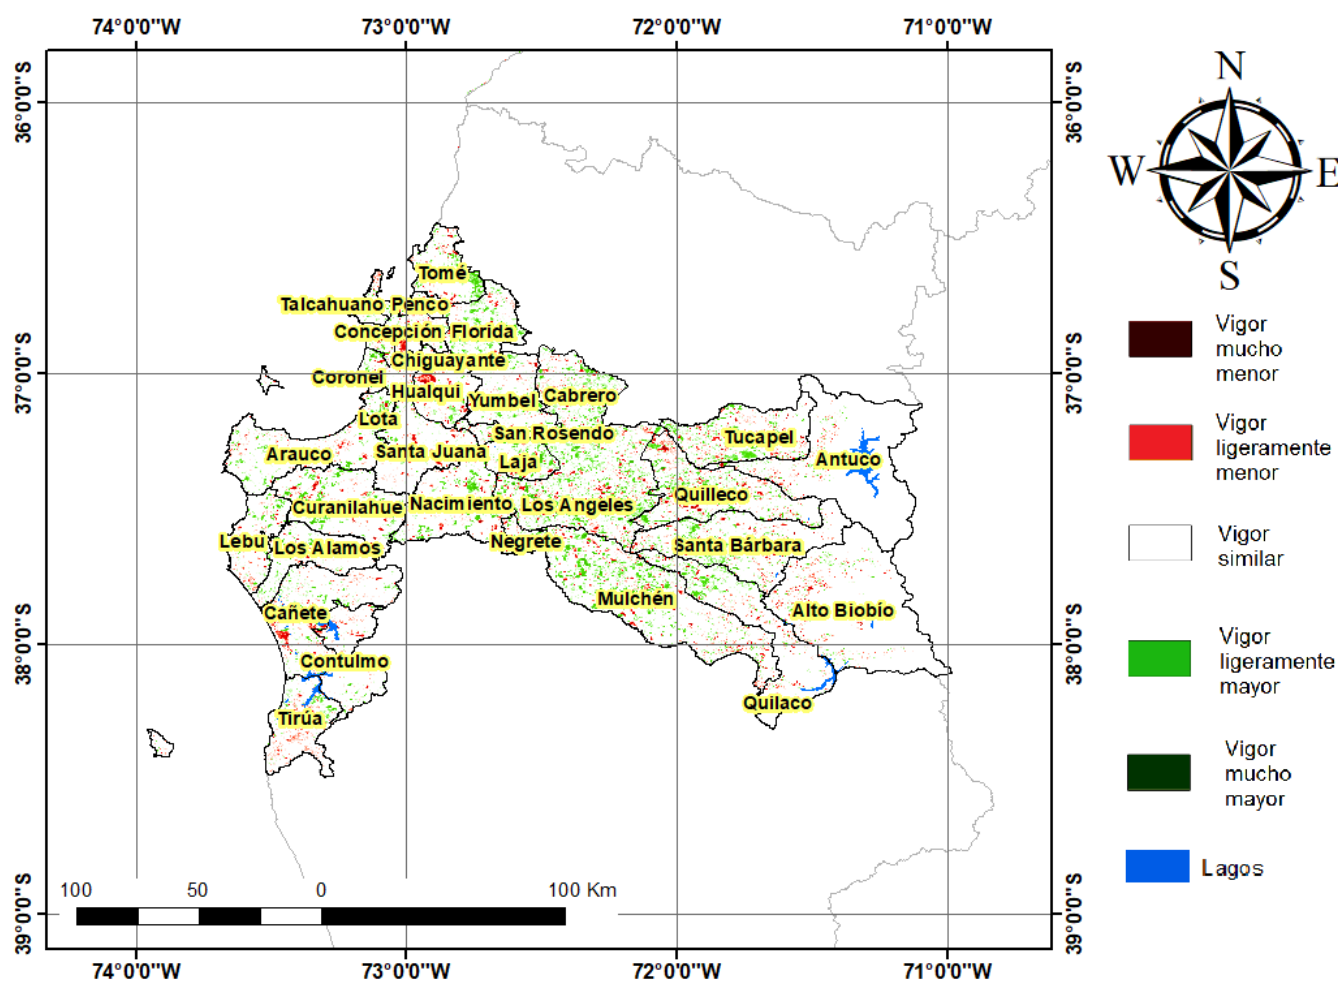 74°0'0"W 73°0'0"W 72°0'0"W 71°0'0"W
36°0'0"S
36°0'0"S
37°0'0"S
37°0'0"S
38°0'0"S
38°0'0"S
39°0'0"S
39°0'0"S
Tomé
Talcahuano Penco
Concepción Florida
Chiguayante
Coronel
Hualqui
Yumbel
Cabrero
Lota
San Rosendo
Tucapel
Arauco
Santa Juana
Laja
Antuco
Curanilahue
Nacimiento
Los Angeles
Quilleco
Lebu
Los Alamos
Negrete
Santa Bárbara
Cañete
Mulchén
Alto Biobío
Contulmo
Quilaco
Tirúa
100 50 0 100 Km
74°0'0"W 73°0'0"W 72°0'0"W 71°0'0"W
N
W E
S
Vigor
mucho
menor
Vigor
ligeramente
menor
Vigor
similar
Vigor
ligeramente
mayor
Vigor
mucho
mayor
Lagos